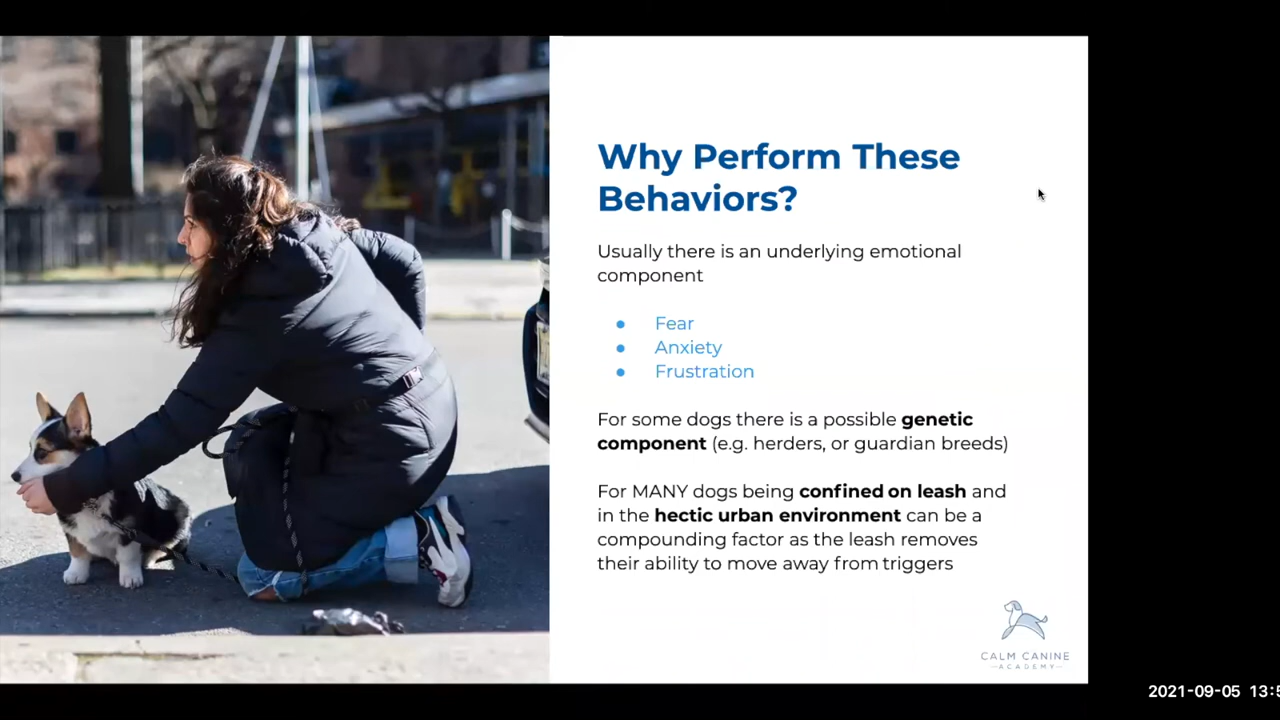 Why Perform These
Behaviors?
Usually there is an underlying emotional
component
● Fear
● Anxiety
● Frustration
For some dogs there is a possible genetic
component (e.g. herders, or guardian breeds)
For MANY dogs being confined on leash and
in the hectic urban environment can be a
compounding factor as the leash removes
their ability to move away from triggers
CALM CANINE
ACADEMY
2021-09-05 13:5